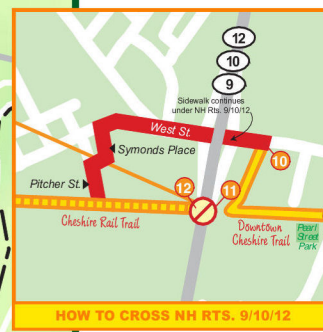 12
10
9
Sidewalk continues
under NH Rts. 9/10/12
West St.
Symonds Place
10
Pitcher St.
12
11
Cheshire Rail Trail
Downtown
Cheshire Trail
Pearl
Street
Park
HOW TO CROSS NH RTS. 9/10/12